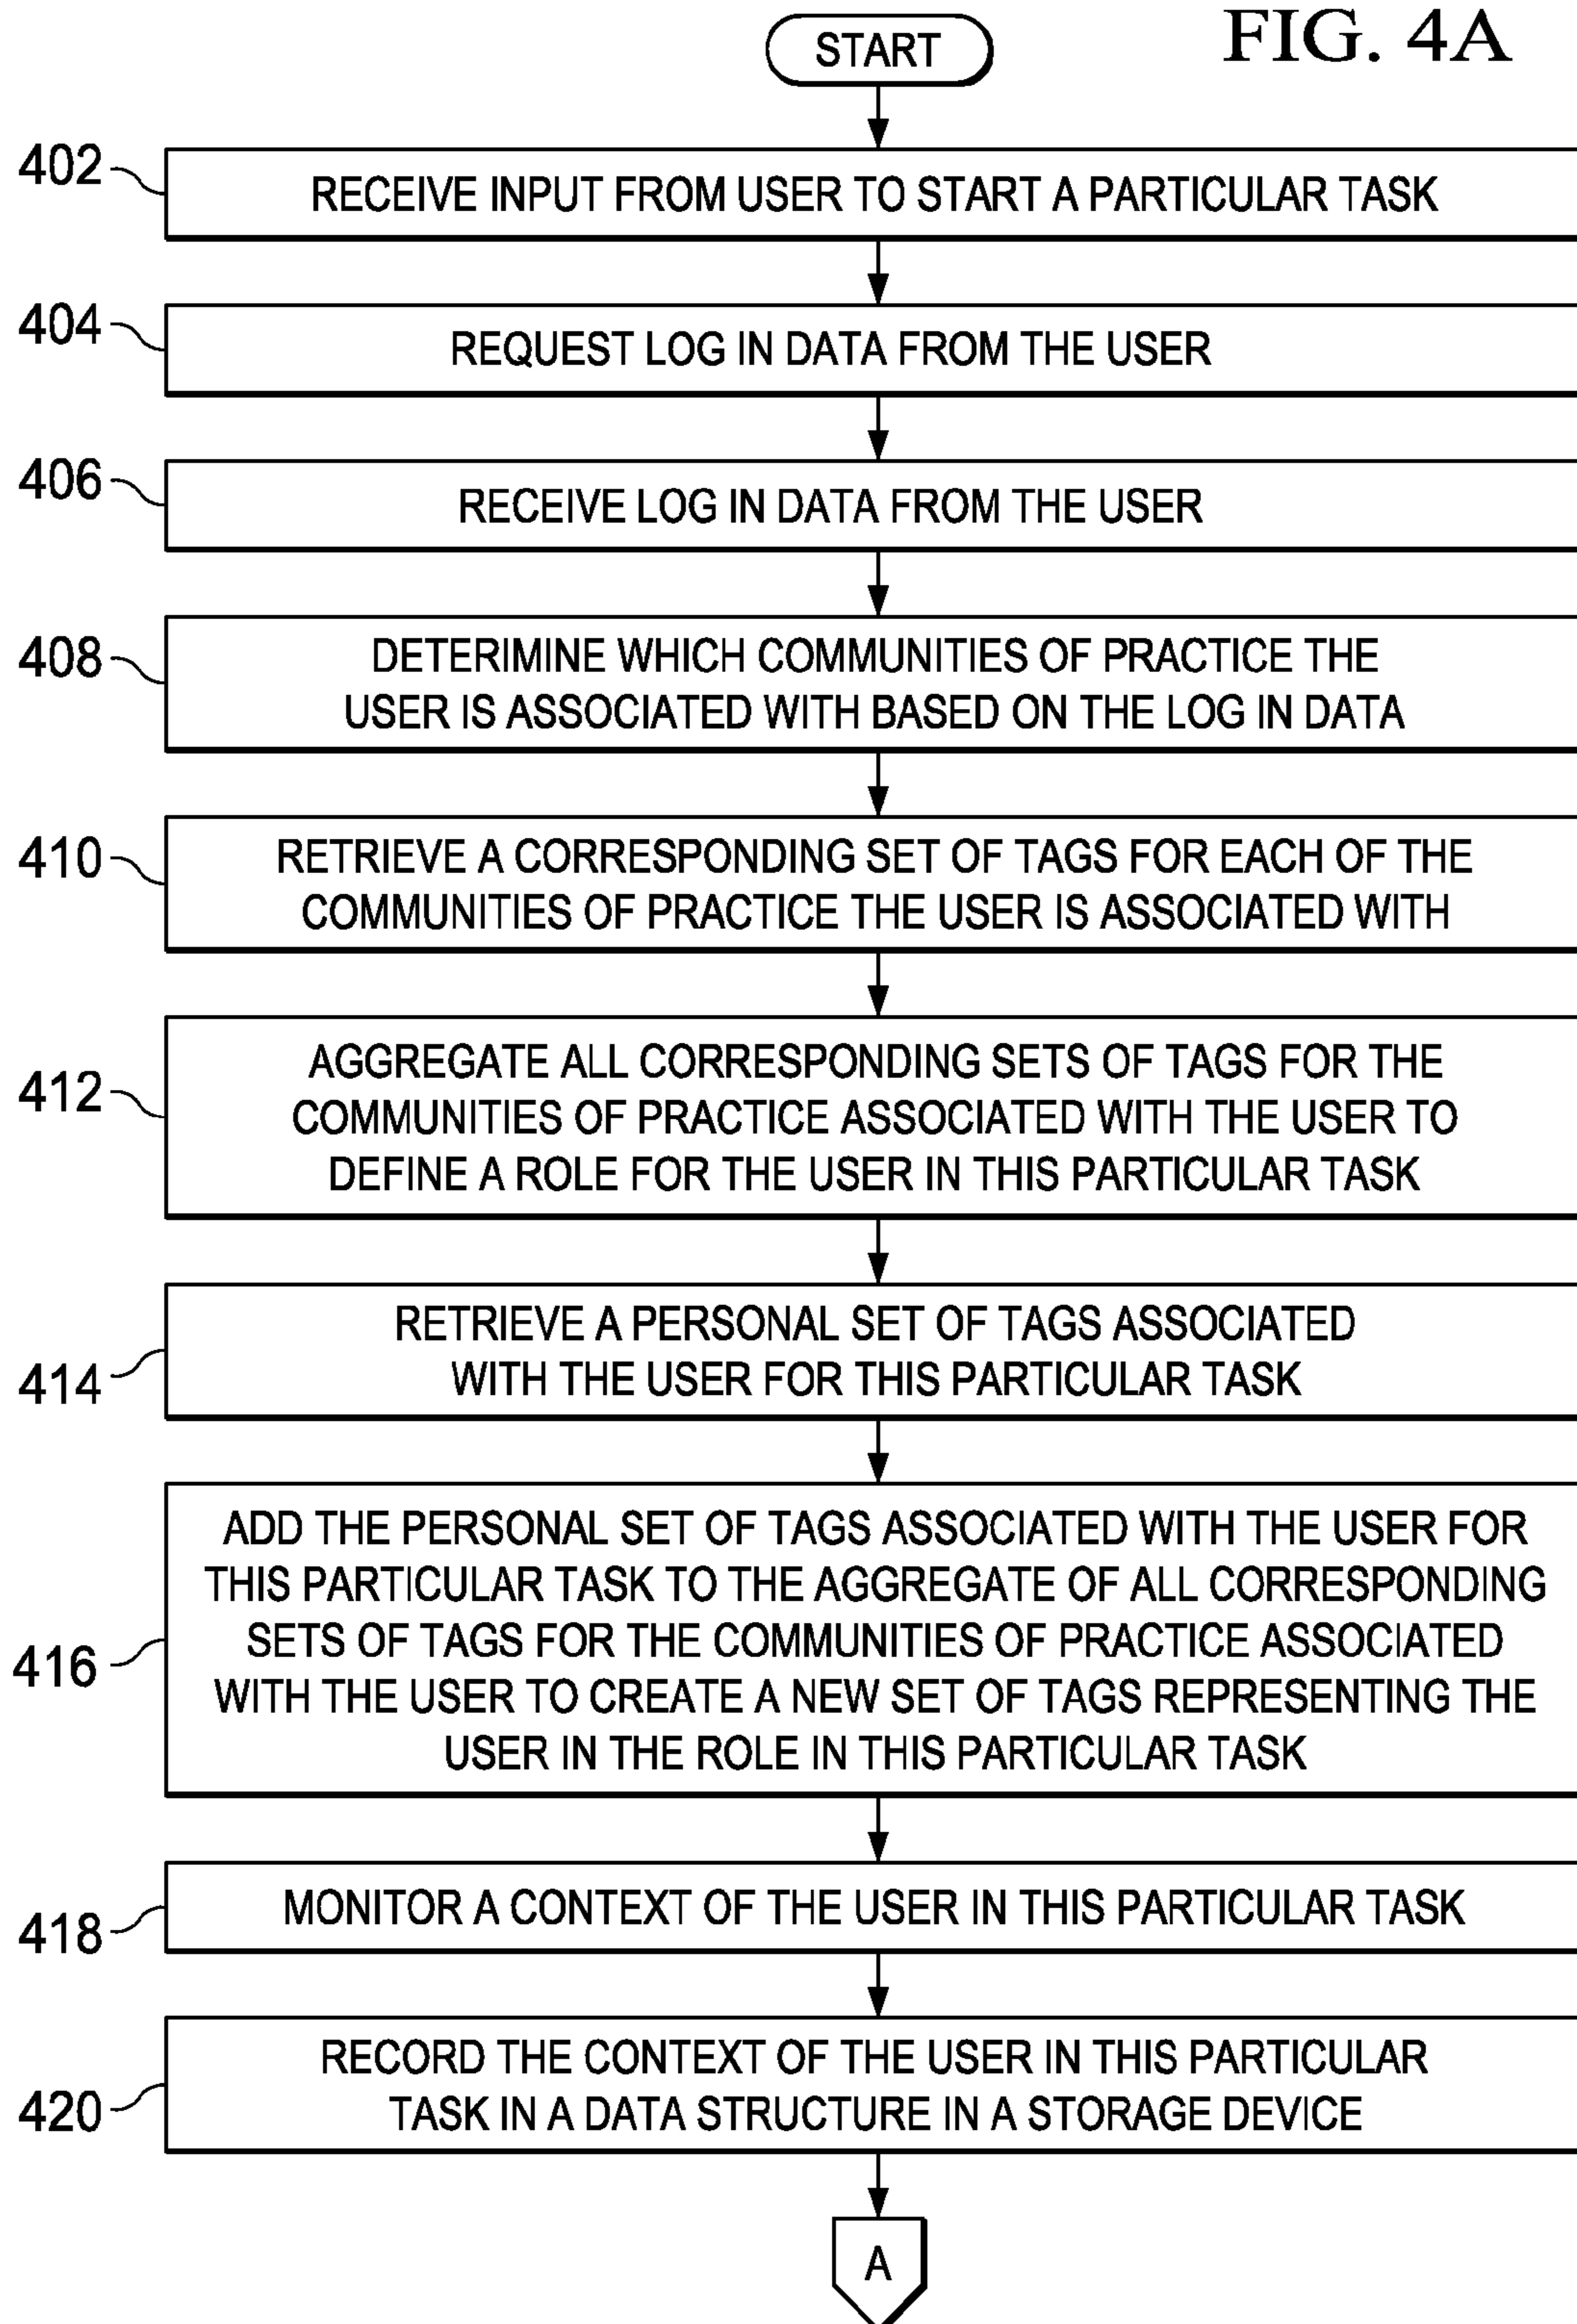 FIG. 4A
START
402
RECEIVE INPUT FROM USER TO START A PARTICULAR TASK
404
REQUEST LOG IN DATA FROM THE USER
406
RECEIVE LOG IN DATA FROM THE USER
408
DETERIMINE WHICH COMMUNITIES OF PRACTICE THE
USER IS ASSOCIATED WITH BASED ON THE LOG IN DATA
410
RETRIEVE A CORRESPONDING SET OF TAGS FOR EACH OF THE
COMMUNITIES OF PRACTICE THE USER IS ASSOCIATED WITH
412
AGGREGATE ALL CORRESPONDING SETS OF TAGS FOR THE
COMMUNITIES OF PRACTICE ASSOCIATED WITH THE USER TO
DEFINE A ROLE FOR THE USER IN THIS PARTICULAR TASK
414
RETRIEVE A PERSONAL SET OF TAGS ASSOCIATED
WITH THE USER FOR THIS PARTICULAR TASK
416
ADD THE PERSONAL SET OF TAGS ASSOCIATED WITH THE USER FOR
THIS PARTICULAR TASK TO THE AGGREGATE OF ALL CORRESPONDING
SETS OF TAGS FOR THE COMMUNITIES OF PRACTICE ASSOCIATED
WITH THE USER TO CREATE A NEW SET OF TAGS REPRESENTING THE
USER IN THE ROLE IN THIS PARTICULAR TASK
418
MONITOR A CONTEXT OF THE USER IN THIS PARTICULAR TASK
420
RECORD THE CONTEXT OF THE USER IN THIS PARTICULAR
TASK IN A DATA STRUCTURE IN A STORAGE DEVICE
A